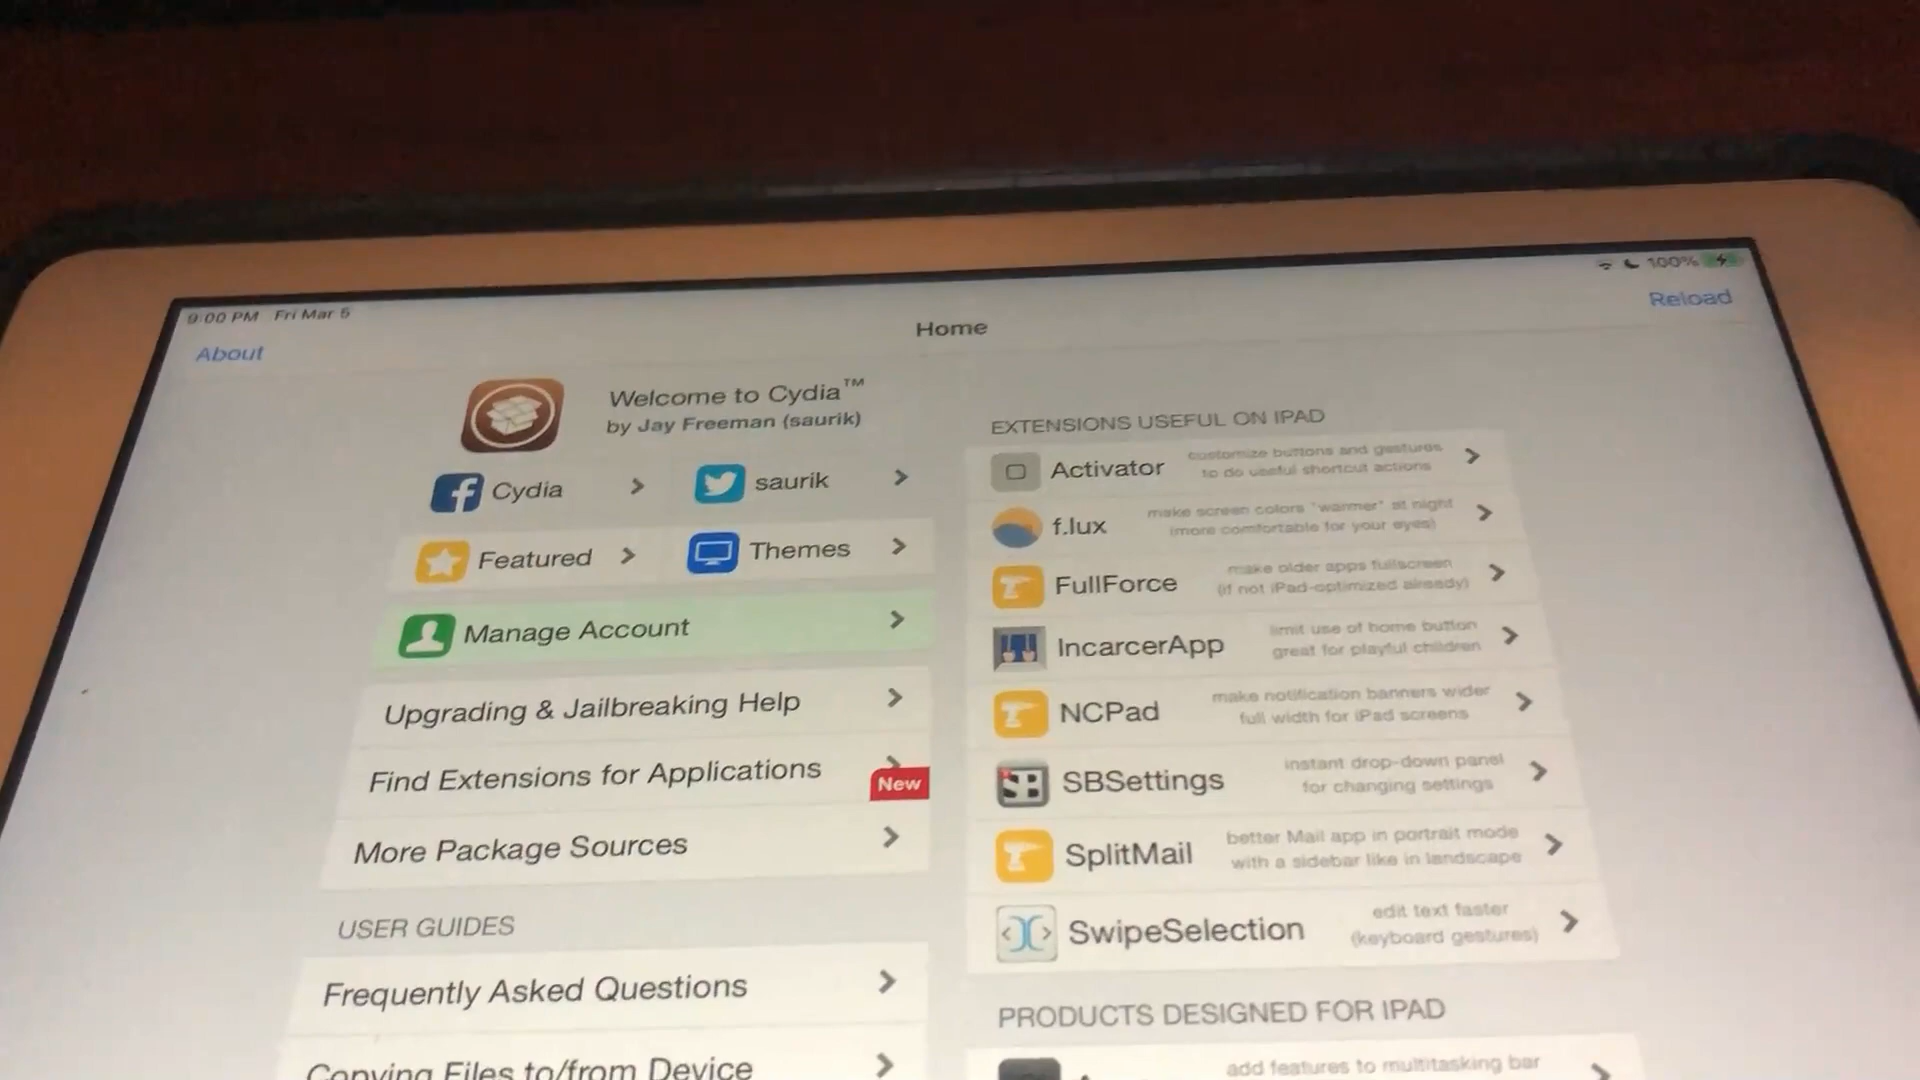 9:00 PM Fri Mar 5
100%
About
Home
Reload
Welcome to Cydia™
by Jay Freeman (saurik)
Cydia
saurik
Featured
Themes
Manage Account
Upgrading & Jailbreaking Help
Find Extensions for Applications
New
More Package Sources
USER GUIDES
Frequently Asked Questions
Copying Files to/from Device
EXTENSIONS USEFUL ON IPAD
Activator
customize buttons and gestures
to do useful shortcut actions
f.lux
make screen colors "warmer" at night
(more comfortable for your eyes)
FullForce
make older apps fullscreen
(if not iPad-optimized already)
IncarcerApp
limit use of home button
great for playful children
NCPad
make notification banners wider
full width for iPad screens
SBSettings
instant drop-down panel
for changing settings
SplitMail
better Mail app in portrait mode
with a sidebar like in landscape
SwipeSelection
edit text faster
(keyboard gestures)
PRODUCTS DESIGNED FOR IPAD
add features to multitasking bar